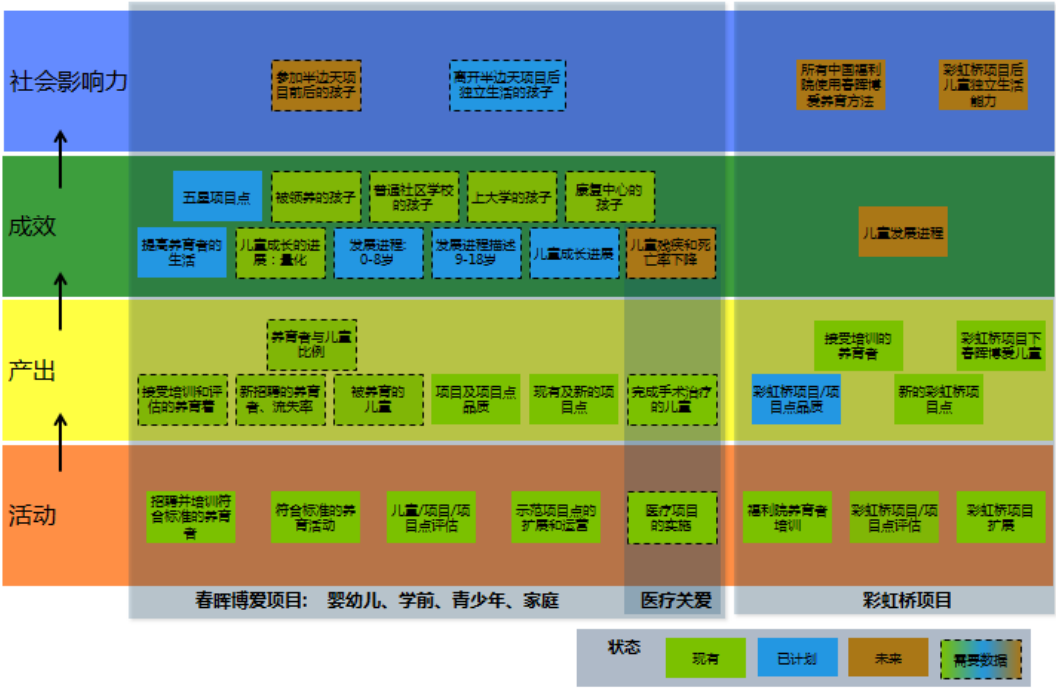 社会影响力
参加半边天项
目前后的孩子
离开半边天项目后
独立生活的孩子
所有中国福利
院使用春晖博
爱养育方法
彩虹桥项目后
儿童独立生活
能力
成效
五星项目点
被领养的孩子
普通社区学校
的孩子
上大学的孩子
康复中心的
孩子
提高养育者的
生活
儿童成长的进
展：量化
发展进程:
0-8岁
发展进程描述
9-18岁
儿童成长进展
儿童残疾和死
亡率下降
儿童发展进程
产出
养育者与儿童
比例
接受培训的
养育者
彩虹桥项目下
春晖博爱儿童
接受培训和评
估的养育着
新招聘的养育
者、流失率
被养育的
儿童
项目及项目点
品质
现有及新的项
目点
完成手术治疗
的儿童
彩虹桥项目/项
目点品质
新的彩虹桥项
目点
活动
招聘并培训符
合标准的养育
者
符合标准的养
育活动
儿童/项目/项
目点评估
示范项目点的
扩展和运营
医疗项目
的实施
福利院养育者
培训
彩虹桥项目/项
目点评估
彩虹桥项目
扩展
春晖博爱项目: 婴幼儿、学前、青少年、家庭
医疗关爱
彩虹桥项目
状态
现有
已计划
未来
需要数据